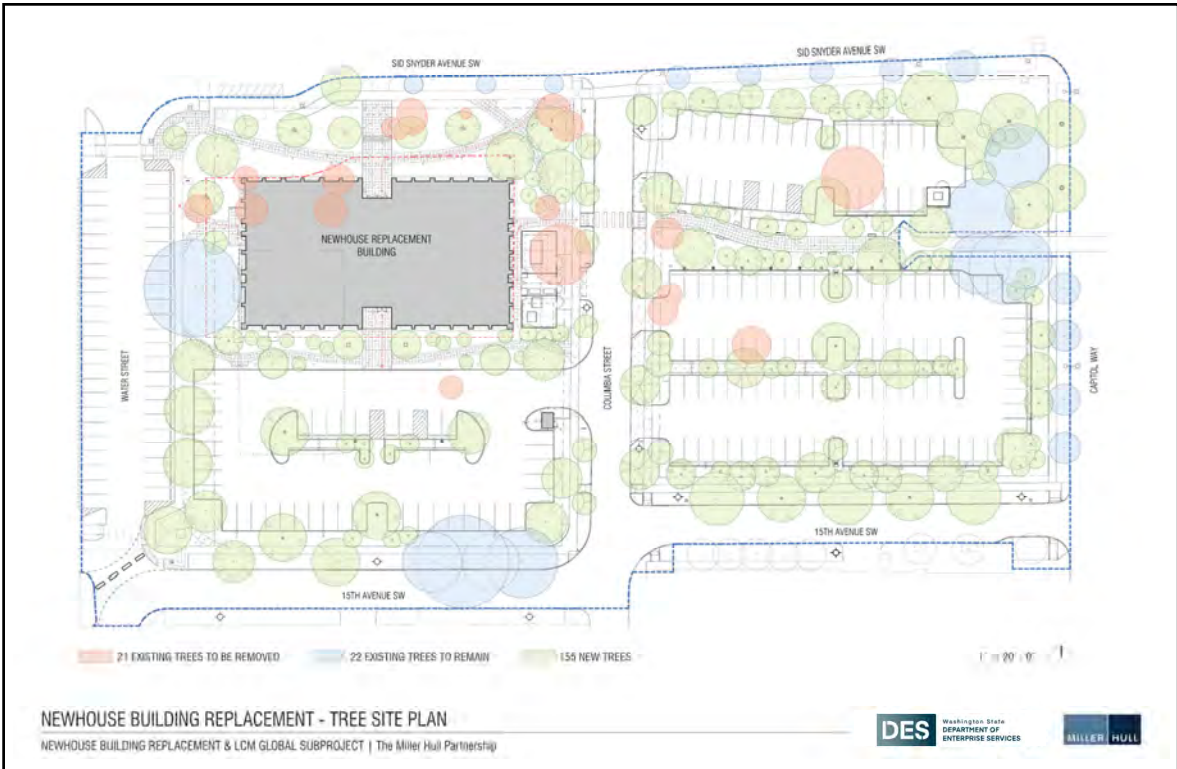 SID SNYDER AVENUE SW
SID SNYDER AVENUE SW
NEWHOUSE REPLACEMENT
BUILDING
WATER STREET
COLUMBIA STREET
CAPITOL WAY
15TH AVENUE SW
15TH AVENUE SW
21 EXISTING TREES TO BE REMOVED
22 EXISTING TREES TO REMAIN
155 NEW TREES
NEWHOUSE BUILDING REPLACEMENT - TREE SITE PLAN
NEWHOUSE BUILDING REPLACEMENT & LCM GLOBAL SUBPROJECT | The Miller Hull Partnership
DES
Washington State
DEPARTMENT OF
ENTERPRISE SERVICES
MILLER HULL